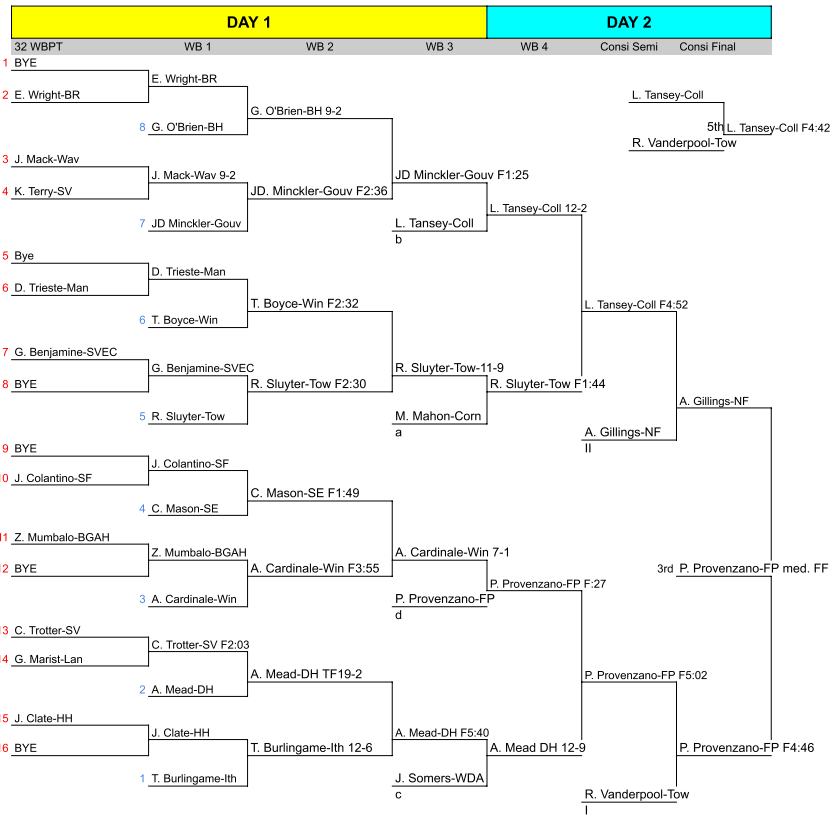 DAY 1 DAY 2
32 WBPT WB 1 WB 2 WB 3 WB 4 Consi Semi Consi Final
1 BYE
E. Wright-BR
2 E. Wright-BR
L. Tansey-Coll
G. O'Brien-BH 9-2
8 G. O'Brien-BH
5th L. Tansey-Coll F4:42
R. Vanderpool-Tow
3 J. Mack-Wav
J. Mack-Wav 9-2
JD Minckler-Gouv F1:25
4 K. Terry-SV
JD. Minckler-Gouv F2:36
L. Tansey-Coll 12-2
7 JD Minckler-Gouv
L. Tansey-Coll
b
5 Bye
D. Trieste-Man
6 D. Trieste-Man
T. Boyce-Win F2:32
L. Tansey-Coll F4:52
6 T. Boyce-Win
7 G. Benjamine-SVEC
G. Benjamine-SVEC
R. Sluyter-Tow-11-9
8 BYE
R. Sluyter-Tow F2:30
R. Sluyter-Tow F1:44
A. Gillings-NF
5 R. Sluyter-Tow
M. Mahon-Corn
a
A. Gillings-NF
II
9 BYE
J. Colantino-SF
10 J. Colantino-SF
C. Mason-SE F1:49
4 C. Mason-SE
11 Z. Mumbalo-BGAH
Z. Mumbalo-BGAH
A. Cardinale-Win 7-1
12 BYE
A. Cardinale-Win F3:55
3rd P. Provenzano-FP med. FF
P. Provenzano-FP F:27
3 A. Cardinale-Win
P. Provenzano-FP
d
13 C. Trotter-SV
C. Trotter-SV F2:03
14 G. Marist-Lan
A. Mead-DH TF19-2
P. Provenzano-FP F5:02
2 A. Mead-DH
15 J. Clate-HH
J. Clate-HH
A. Mead-DH F5:40
16 BYE
T. Burlingame-Ith 12-6
A. Mead DH 12-9
P. Provenzano-FP F4:46
1 T. Burlingame-Ith
J. Somers-WDA
c
R. Vanderpool-Tow
I